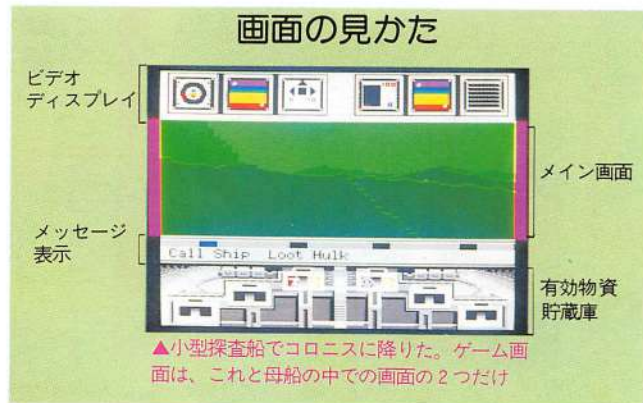 画面の見かた
ビデオ
ディスプレイ
メイン画面
メッセージ
表示
Call Ship Loot Hulk
有効物資
貯蔵庫
▲小型探査船でコロニスに降りた。ゲーム画
面は、これと母船の中での画面の2つだけ